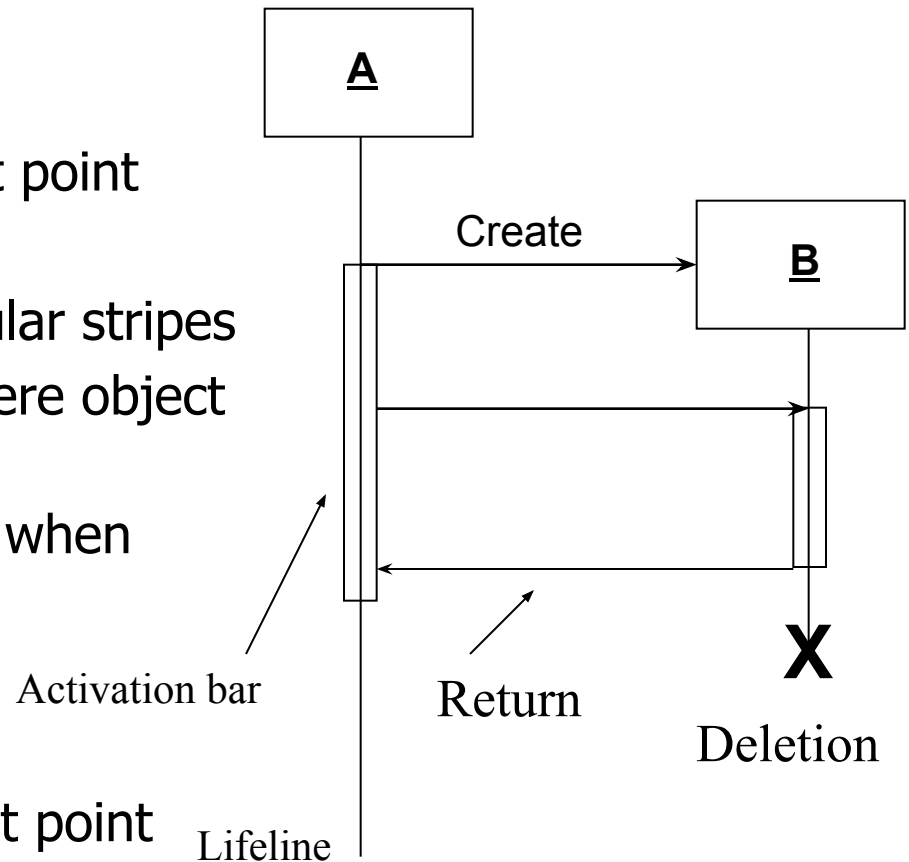 A
t point
Create
B
ular stripes
ere object
when
Activation bar
Return
Deletion
t point
Lifeline
X